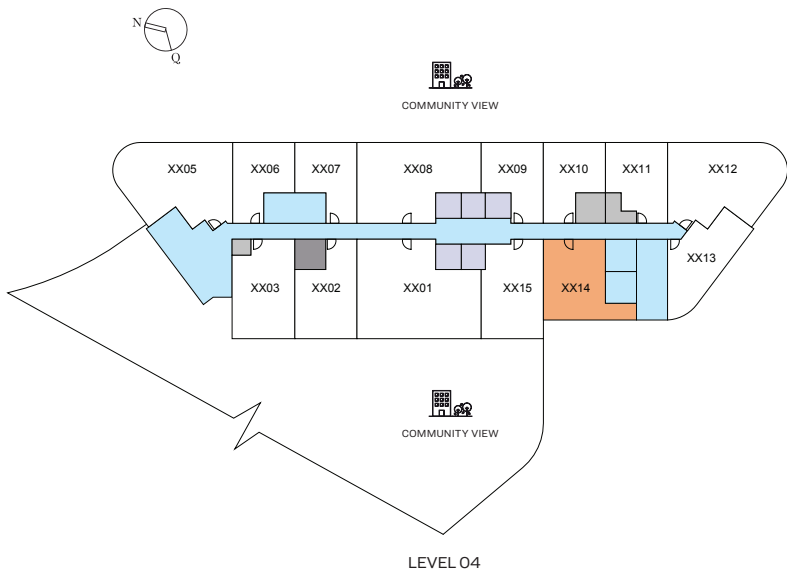 N
Q
COMMUNITY VIEW
XX05 XX06 XX07 XX08 XX09 XX10 XX11 XX12
XX13
XX03 XX02 XX01 XX15 XX14
COMMUNITY VIEW
LEVEL 04